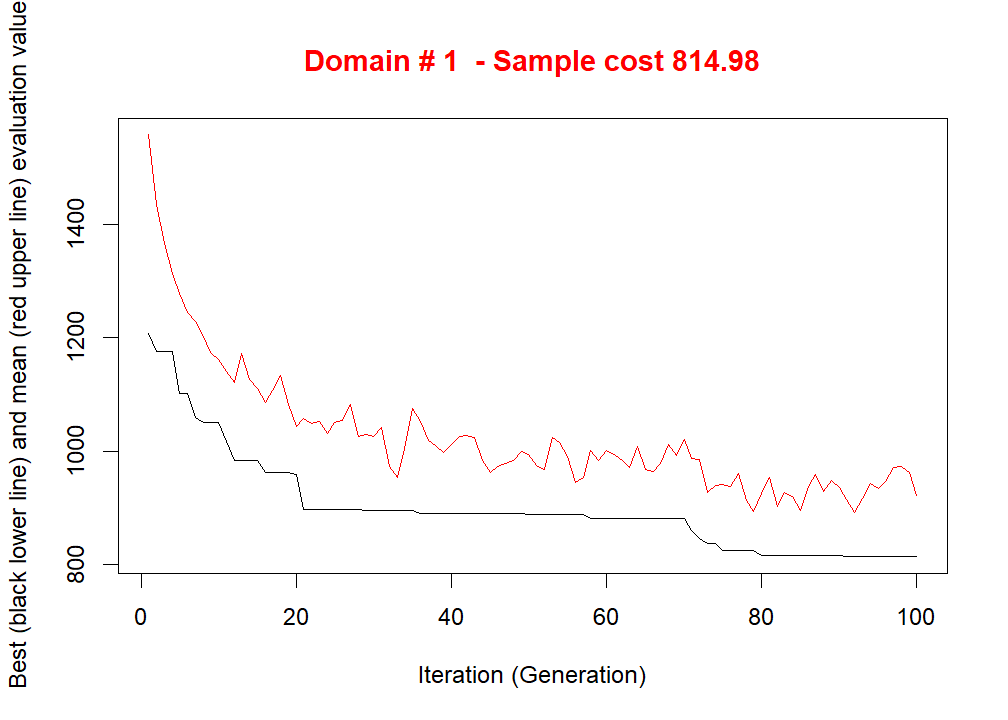 Domain # 1  - Sample cost 814.98
Best (black lower line) and mean (red upper line) evaluation value
1400
1200
1000
800
0 20 40 60 80 100
Iteration (Generation)